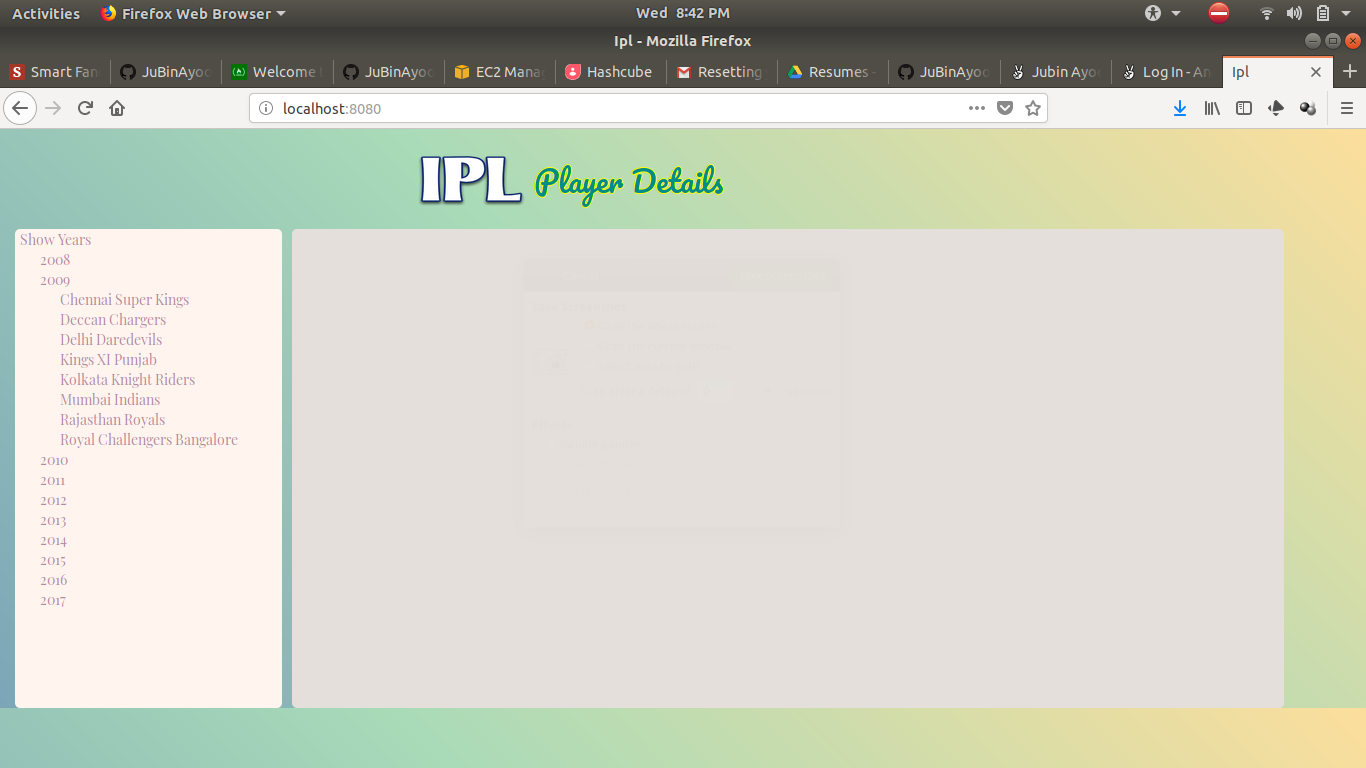 Activities Firefox Web Browser Wed 8:42 PM
Ipl - Mozilla Firefox
Smart Fan JuBinAyoo Welcome EC2 Mana Hashcube Resetting Resumes - JuBinAyoo Jubin Ayoo Log In - An Ipl
localhost:8080
IPL Player Details
Show Years
2008
2009
Chennai Super Kings
Deccan Chargers
Delhi Daredevils
Kings XI Punjab
Kolkata Knight Riders
Mumbai Indians
Rajasthan Royals
Royal Challengers Bangalore
2010
2011
2012
2013
2014
2015
2016
2017